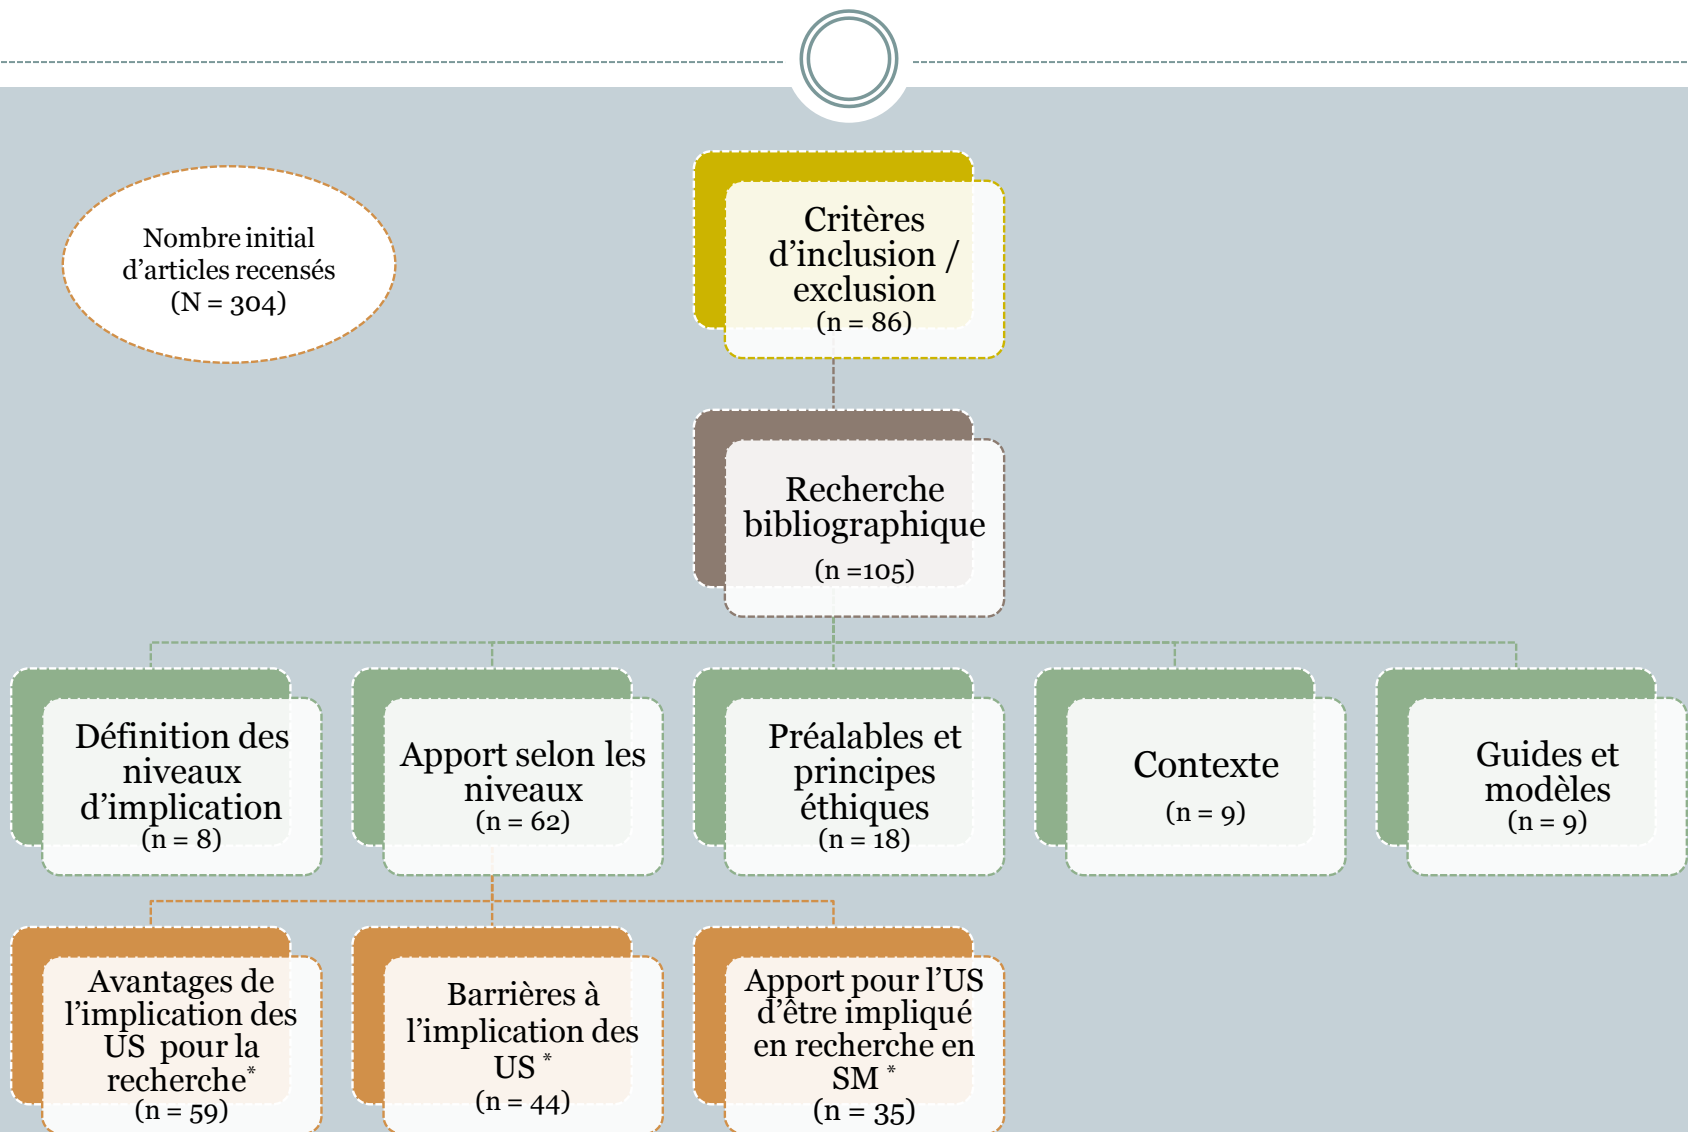 Nombre initial
d'articles recensés
(N = 304)
Critères
d'inclusion /
exclusion
(n = 86)
Recherche
bibliographique
(n =105)
Définition des
niveaux
d'implication
(n = 8)
Apport selon les
niveaux
(n = 62)
Préalables et
principes
éthiques
(n = 18)
Contexte
(n = 9)
Guides et
modèles
(n = 9)
Avantages de
l'implication des
US pour la
recherche*
(n = 59)
Barrières à
l'implication des
US *
(n = 44)
Apport pour l'US
d'être impliqué
en recherche en
SM *
(n = 35)